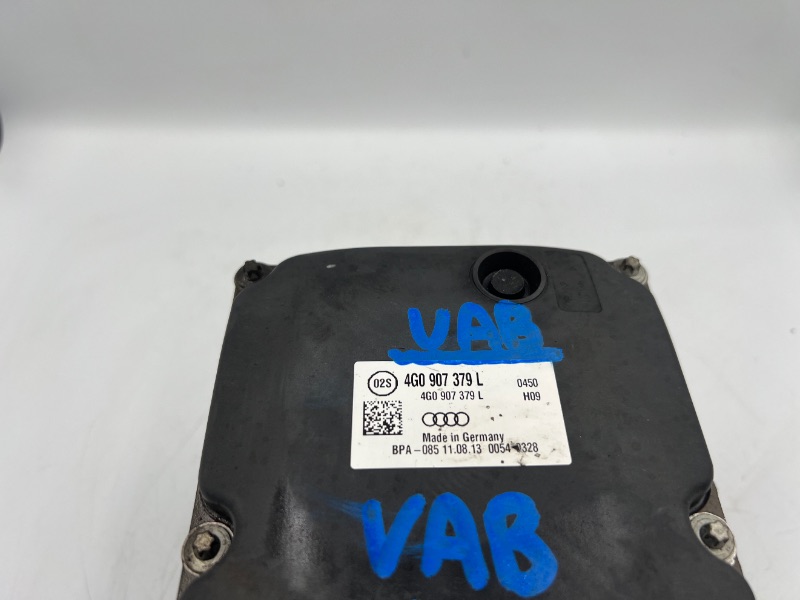 VAB
02S 4G0 907 379 L 0450
4G0 907 379 L H09
Made in Germany
BPA-085 11.08.13 0054 0328
VAB